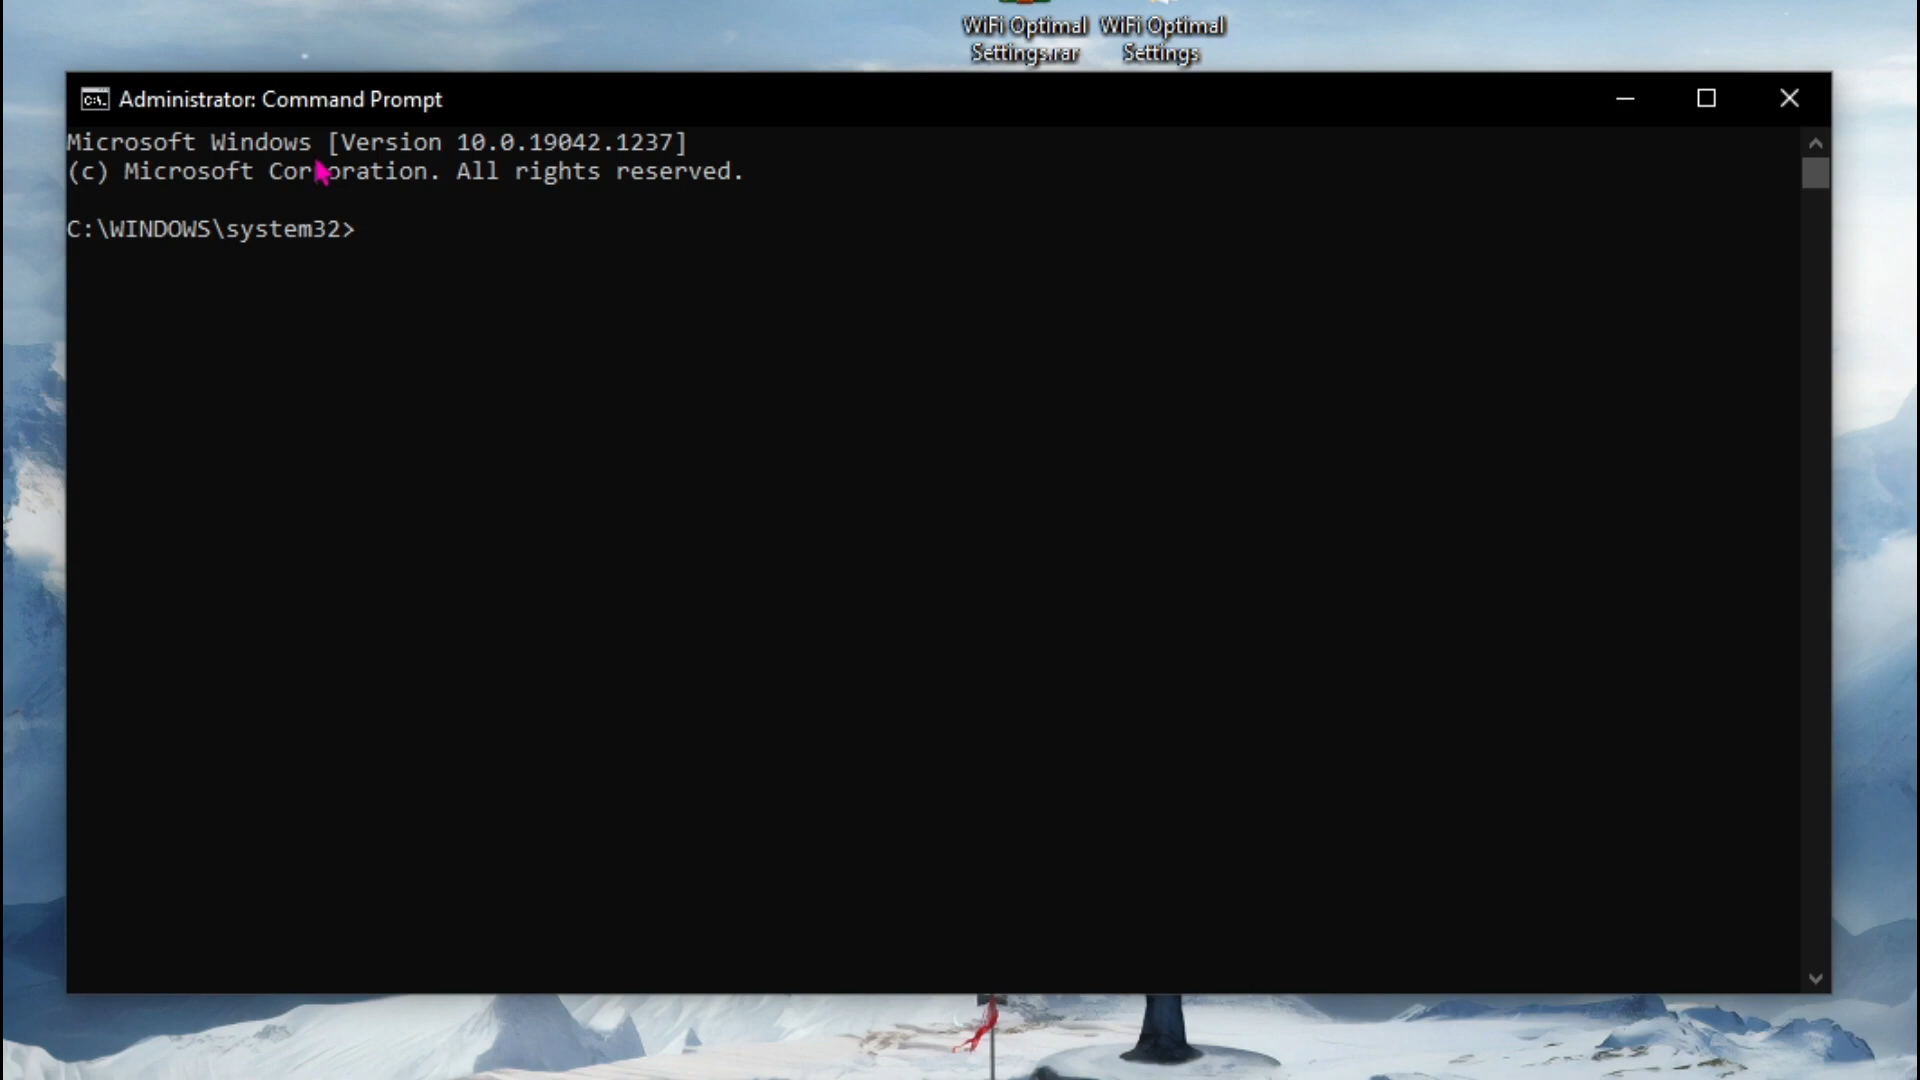 WiFi Optimal Settings.rar
WiFi Optimal Settings
Administrator: Command Prompt
Microsoft Windows [Version 10.0.19042.1237]
(c) Microsoft Corporation. All rights reserved.
C:\WINDOWS\system32>